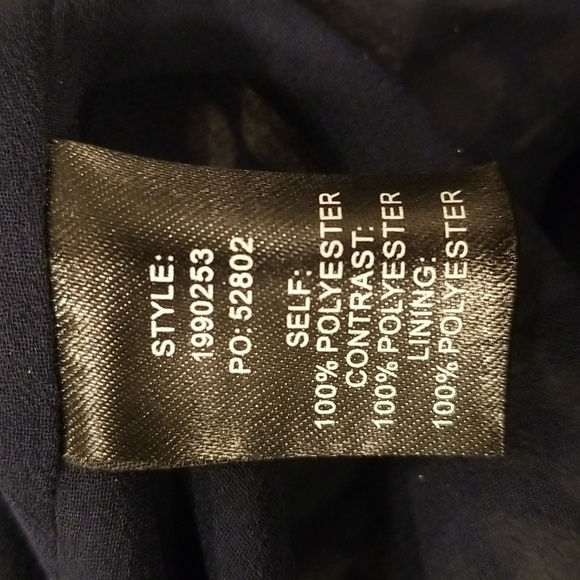 STYLE:
1990253
PO: 52802
SELF:
100% POLYESTER
CONTRAST:
100% POLYESTER
LINING:
100% POLYESTER